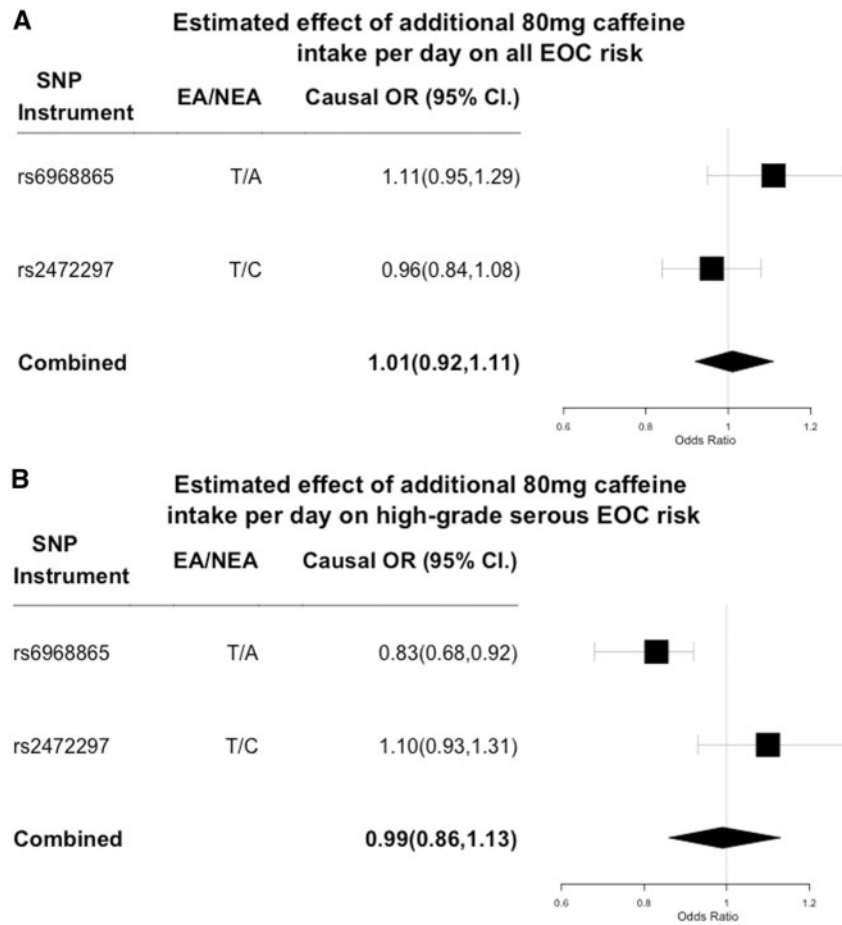 A
Estimated effect of additional 80mg caffeine
intake per day on all EOC risk
SNP
Instrument EA/NEA Causal OR (95% CI.)
rs6968865 T/A 1.11(0.95,1.29)
rs2472297 T/C 0.96(0.84,1.08)
Combined 1.01(0.92,1.11)
0.6 0.8 1 1.2
Odds Ratio
B
Estimated effect of additional 80mg caffeine
intake per day on high-grade serous EOC risk
SNP
Instrument EA/NEA Causal OR (95% CI.)
rs6968865 T/A 0.83(0.68,0.92)
rs2472297 T/C 1.10(0.93,1.31)
Combined 0.99(0.86,1.13)
0.6 0.8 1 1.2
Odds Ratio